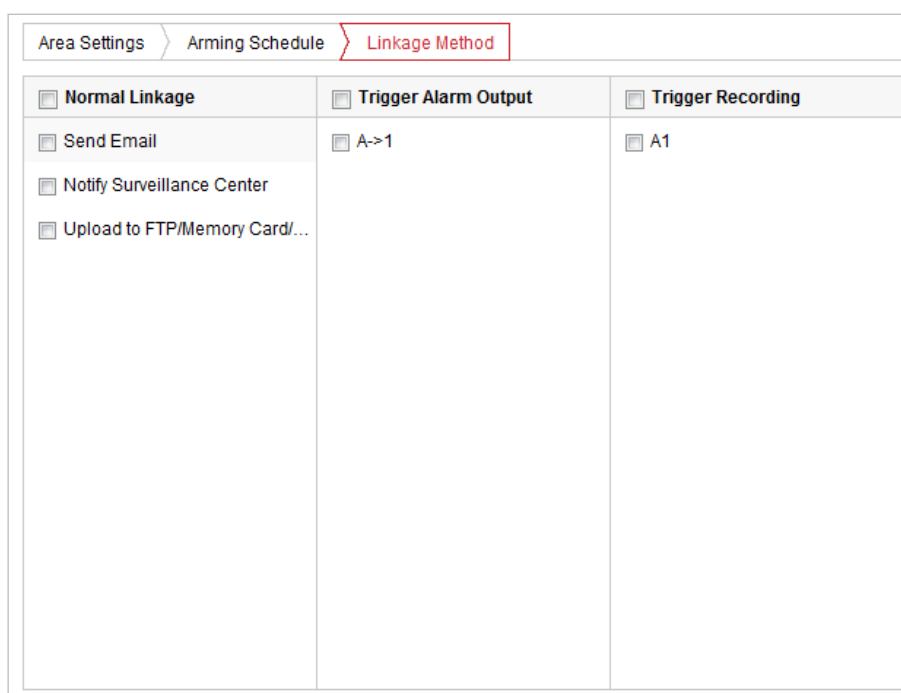 Area Settings Arming Schedule Linkage Method
Normal Linkage Trigger Alarm Output Trigger Recording
Send Email A->1 A1
Notify Surveillance Center
Upload to FTP/Memory Card/...